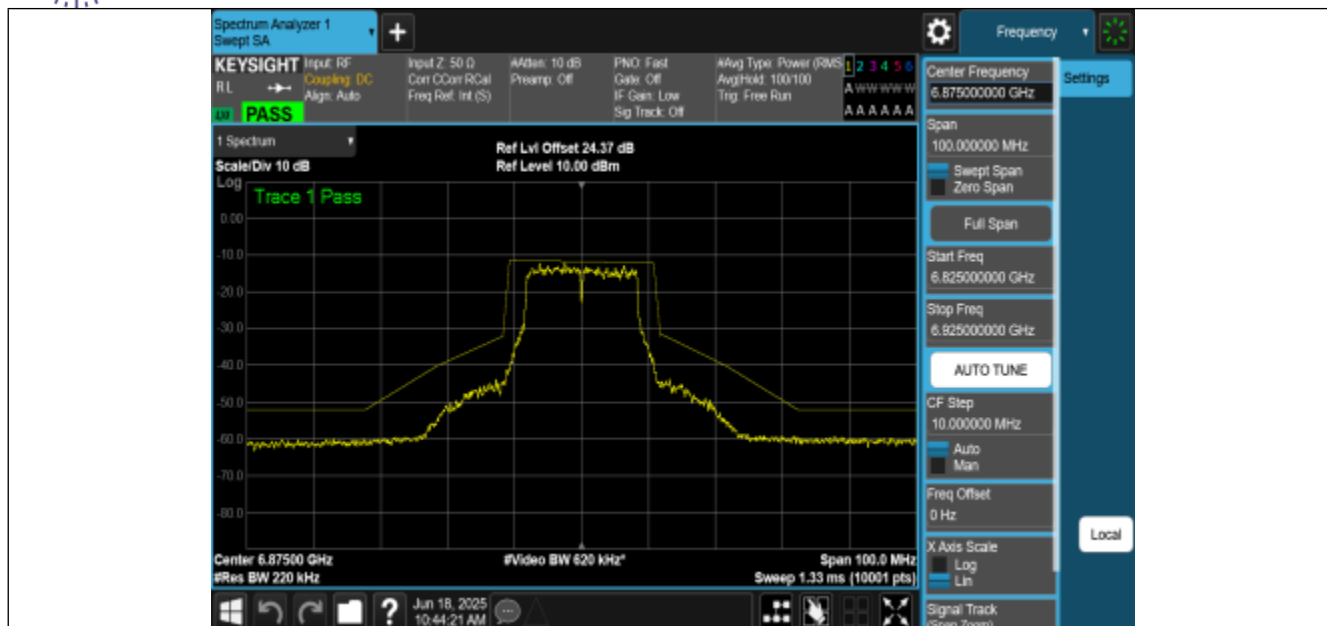 Spectrum Analyzer 1
Swept SA
+
Frequency
KEYSIGHT
RL
PASS
Input: RF
Coupling: DC
Align: Auto
Input Z: 50 Ω
Corr CCorr RCal
Freq Ref: Int (S)
#Atten: 10 dB
Preamp: Off
PNO: Fast
Gate: Off
IF Gain: Low
Sig Track: Off
#Avg Type: Power (RMS
Avg|Hold: 100/100
Trig: Free Run
1 2 3 4 5 6
A W W W W W
A A A A A A
1 Spectrum
Scale/Div 10 dB
Ref Lvl Offset 24.37 dB
Ref Level 10.00 dBm
Log
Trace 1 Pass
0.00
-10.0
-20.0
-30.0
-40.0
-50.0
-60.0
-70.0
-80.0
Center 6.87500 GHz
#Res BW 220 kHz
#Video BW 620 kHz*
Span 100.0 MHz
Sweep 1.33 ms (10001 pts)
Center Frequency
6.875000000 GHz
Settings
Span
100.000000 MHz
Swept Span
Zero Span
Full Span
Start Freq
6.825000000 GHz
Stop Freq
6.925000000 GHz
AUTO TUNE
CF Step
10.000000 MHz
Auto
Man
Freq Offset
0 Hz
X Axis Scale
Log
Lin
Local
Signal Track
(Span Zoom)
?
Jun 18, 2025
10:44:21 AM